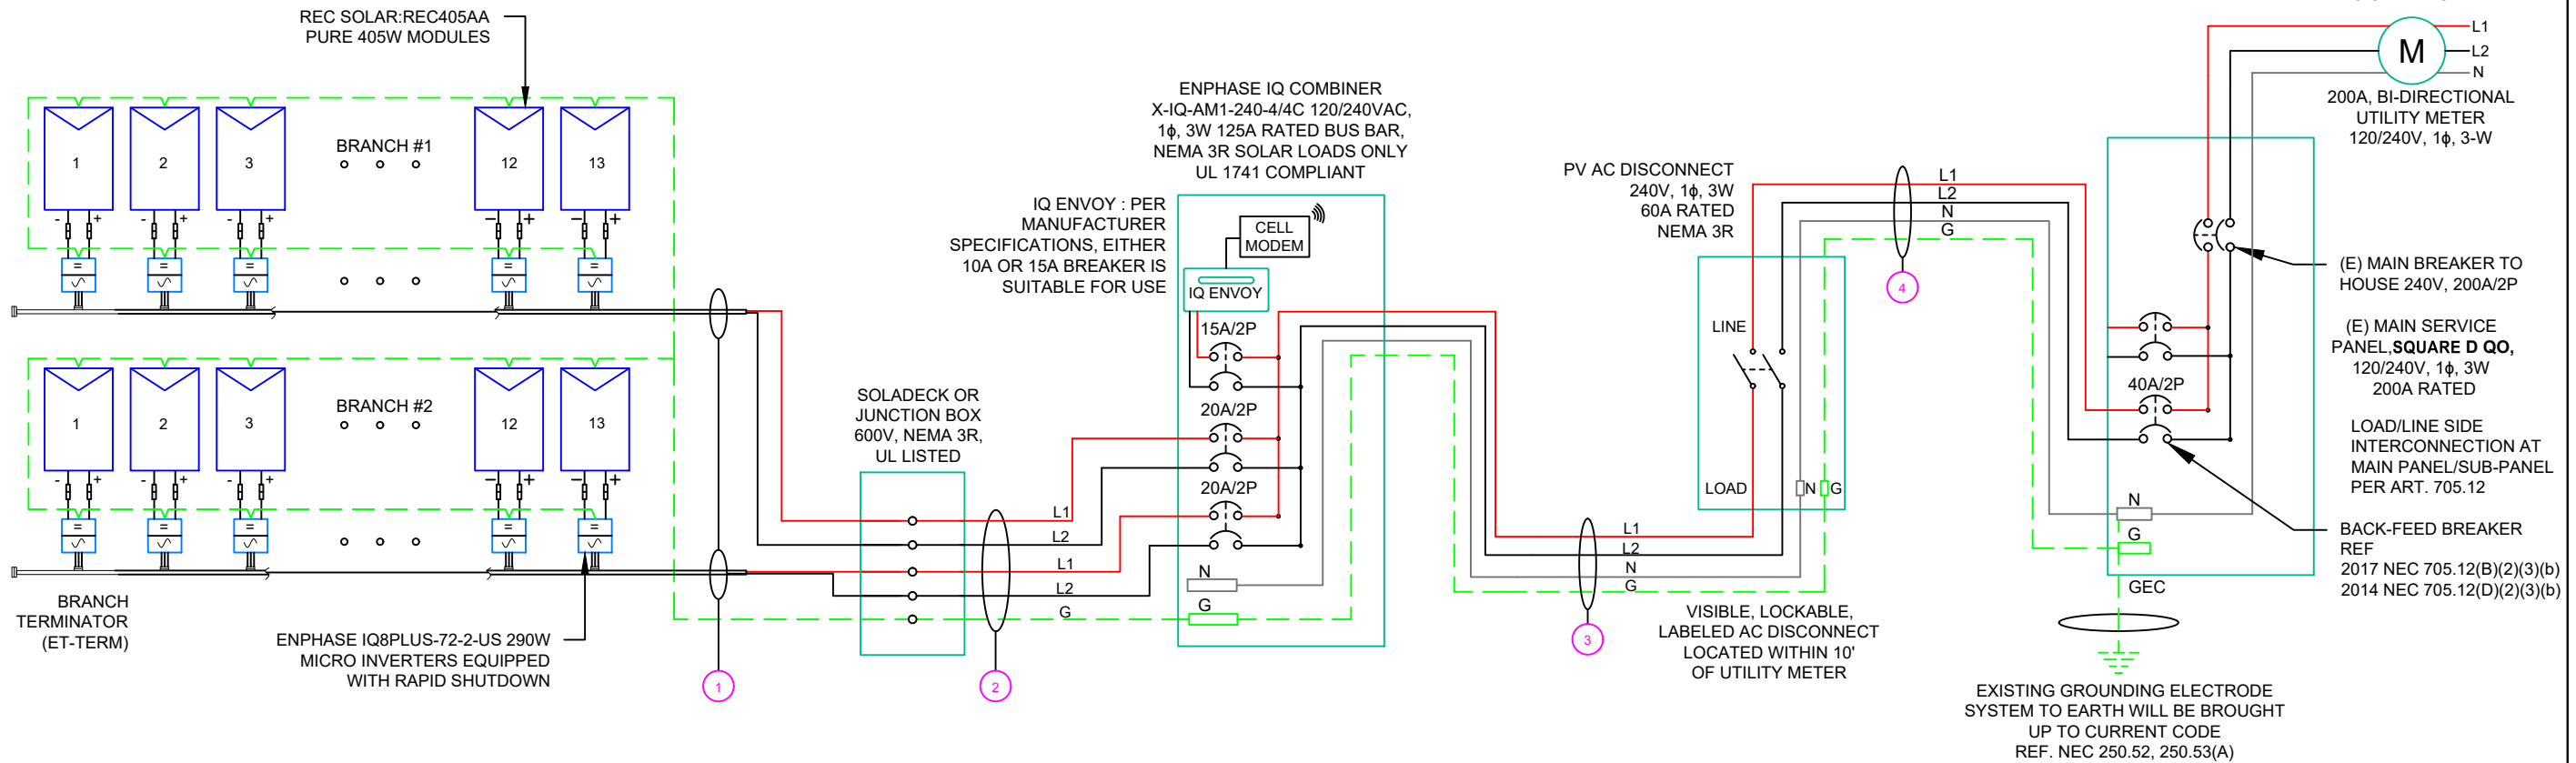 REC SOLAR:REC405AA
PURE 405W MODULES
1
2
3
BRANCH #1
12
13
- + - + - + - + - +
=
=
=
=
=
1
2
3
BRANCH #2
12
13
- + - + - + - + - +
=
=
=
=
=
BRANCH
TERMINATOR
(ET-TERM)
ENPHASE IQ8PLUS-72-2-US 290W
MICRO INVERTERS EQUIPPED
WITH RAPID SHUTDOWN
1
SOLADECK OR
JUNCTION BOX
600V, NEMA 3R,
UL LISTED
L1
L2
L1
L2
G
2
ENPHASE IQ COMBINER
X-IQ-AM1-240-4/4C 120/240VAC,
1ϕ, 3W 125A RATED BUS BAR,
NEMA 3R SOLAR LOADS ONLY
UL 1741 COMPLIANT
IQ ENVOY : PER
MANUFACTURER
SPECIFICATIONS, EITHER
10A OR 15A BREAKER IS
SUITABLE FOR USE
CELL
MODEM
IQ ENVOY
15A/2P
20A/2P
20A/2P
N
G
L1
L2
N
G
3
PV AC DISCONNECT
240V, 1ϕ, 3W
60A RATED
NEMA 3R
LINE
LOAD
N G
VISIBLE, LOCKABLE,
LABELED AC DISCONNECT
LOCATED WITHIN 10'
OF UTILITY METER
L1
L2
N
G
4
M
L1
L2
N
200A, BI-DIRECTIONAL
UTILITY METER
120/240V, 1ϕ, 3-W
(E) MAIN BREAKER TO
HOUSE 240V, 200A/2P
(E) MAIN SERVICE
PANEL,SQUARE D QO,
120/240V, 1ϕ, 3W
200A RATED
40A/2P
LOAD/LINE SIDE
INTERCONNECTION AT
MAIN PANEL/SUB-PANEL
PER ART. 705.12
N
G
BACK-FEED BREAKER
REF
2017 NEC 705.12(B)(2)(3)(b)
2014 NEC 705.12(D)(2)(3)(b)
GEC
EXISTING GROUNDING ELECTRODE
SYSTEM TO EARTH WILL BE BROUGHT
UP TO CURRENT CODE
REF. NEC 250.52, 250.53(A)